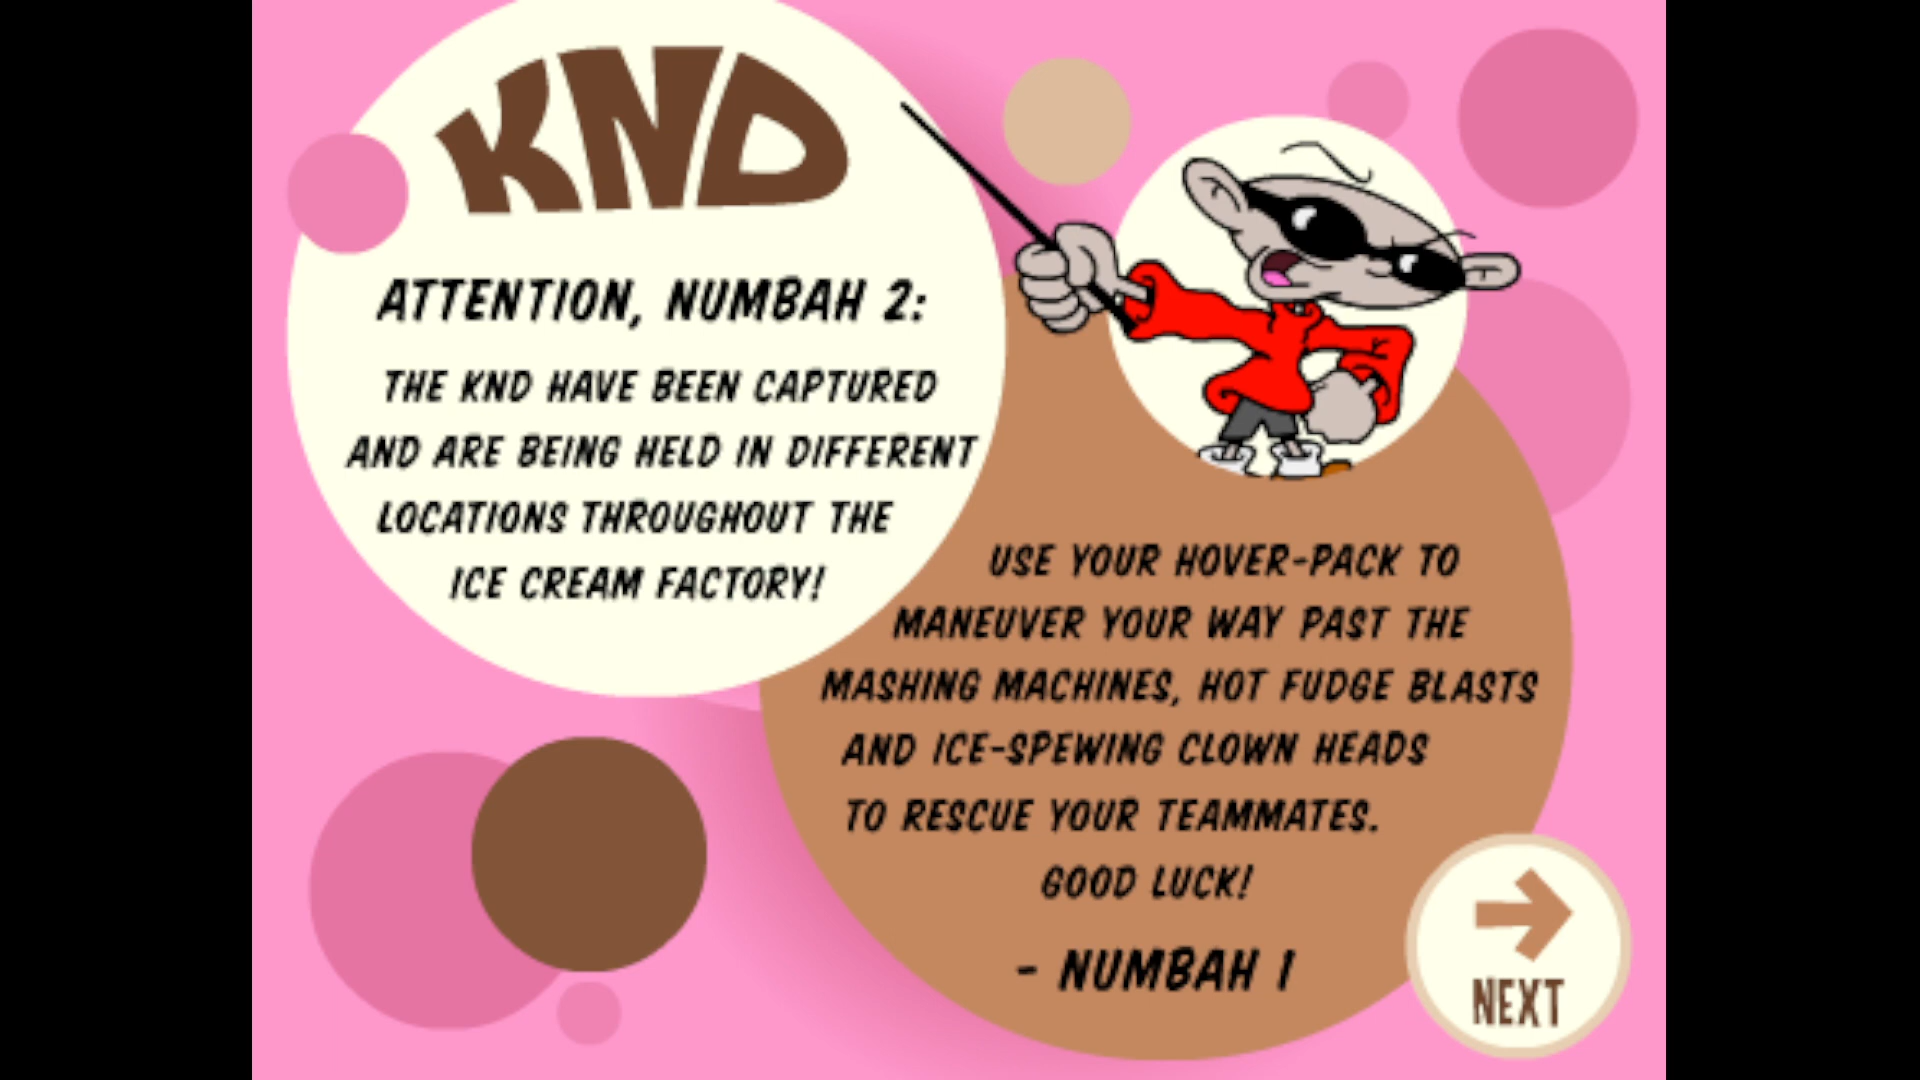 KND
ATTENTION, NUMBAH 2:
THE KND HAVE BEEN CAPTURED
AND ARE BEING HELD IN DIFFERENT
LOCATIONS THROUGHOUT THE
ICE CREAM FACTORY!
USE YOUR HOVER-PACK TO
MANEUVER YOUR WAY PAST THE
MASHING MACHINES, HOT FUDGE BLASTS
AND ICE-SPEWING CLOWN HEADS
TO RESCUE YOUR TEAMMATES.
GOOD LUCK!
- NUMBAH 1
NEXT